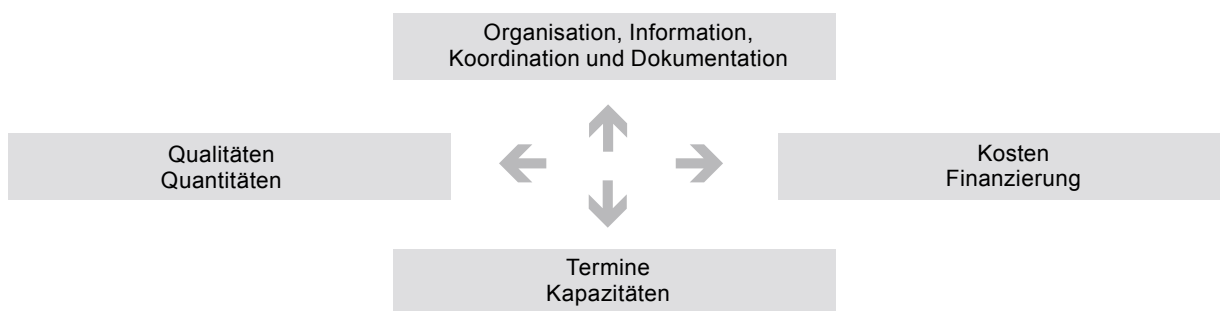 Organisation, Information,
Koordination und Dokumentation
Qualitäten
Quantitäten
Kosten
Finanzierung
Termine
Kapazitäten